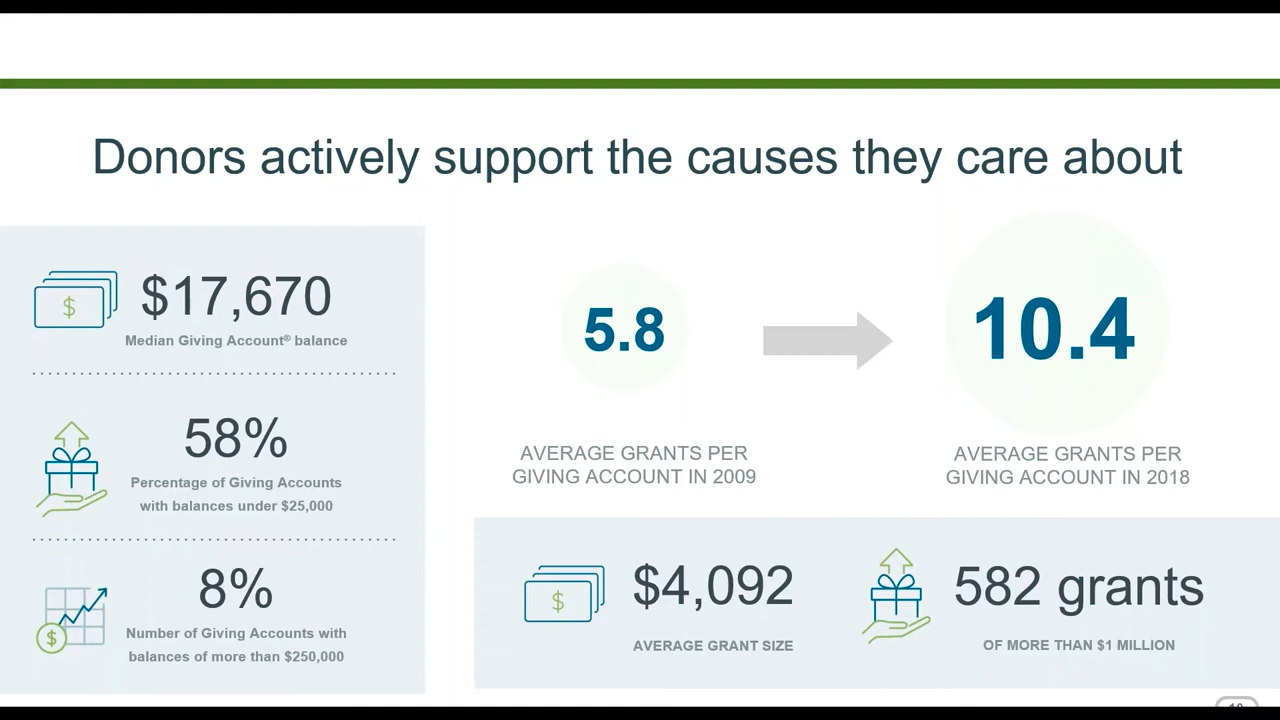 Donors actively support the causes they care about
$17,670
Median Giving Account® balance
58%
Percentage of Giving Accounts
with balances under $25,000
8%
Number of Giving Accounts with
balances of more than $250,000
5.8
AVERAGE GRANTS PER
GIVING ACCOUNT IN 2009
10.4
AVERAGE GRANTS PER
GIVING ACCOUNT IN 2018
$
$4,092
AVERAGE GRANT SIZE
582 grants
OF MORE THAN $1 MILLION